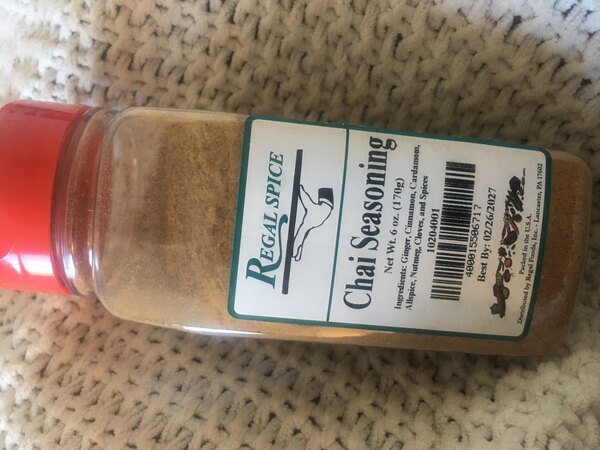 REGAL SPICE
Chai Seasoning
Net Wt. 6 oz. (170g)
Ingredients: Ginger, Cinnamon, Cardamom,
Allspice, Nutmeg, Cloves, and Spices
10204001
400015506717
Best By: 02/26/2027
Packed in the U.S.A.
Distributed by Regal Foods, Inc. - Lancaster, PA 17602